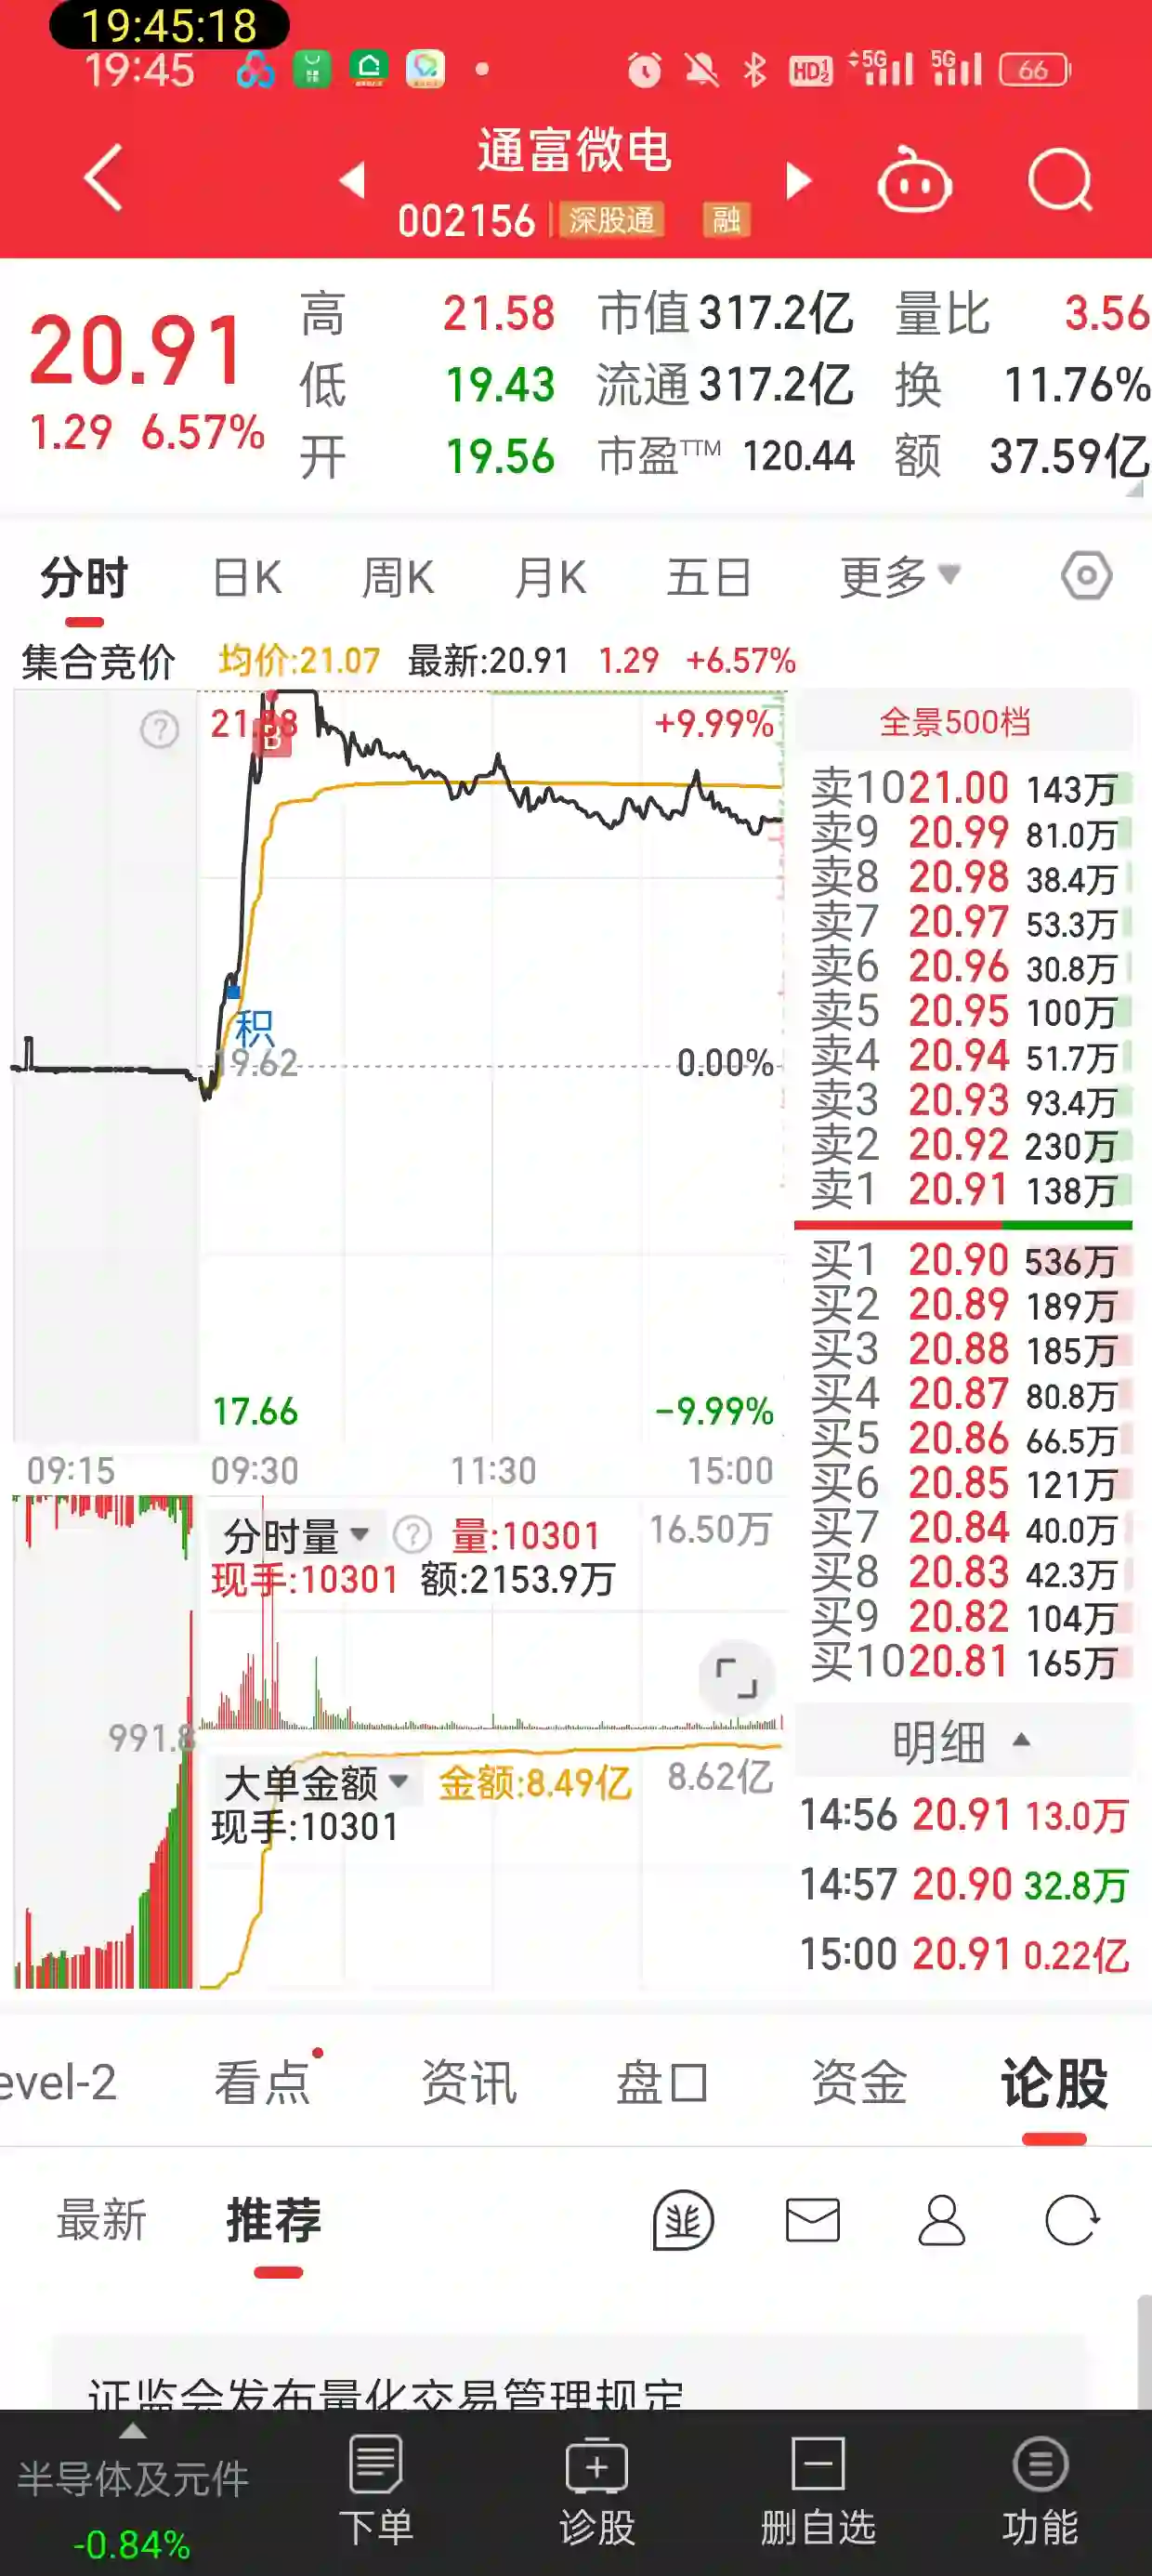 19:45:18
19:45 HD1 2 5G 5G 66
通富微电
002156 深股通 融
20.91
1.29 6.57%
高 21.58 市值 317.2亿 量比 3.56
低 19.43 流通 317.2亿 换 11.76%
开 19.56 市盈TTM 120.44 额 37.59亿
分时 日K 周K 月K 五日 更多
集合竞价 均价:21.07 最新:20.91 1.29 +6.57%
? B +9.99%
积
19.62 0.00%
17.66 -9.99%
09:15 09:30 11:30 15:00
分时量 ? 量:10301 16.50万
现手:10301 额:2153.9万
991.8
大单金额 金额:8.49亿 8.62亿
现手:10301
全景500档
卖10 21.00 143万
卖9 20.99 81.0万
卖8 20.98 38.4万
卖7 20.97 53.3万
卖6 20.96 30.8万
卖5 20.95 100万
卖4 20.94 51.7万
卖3 20.93 93.4万
卖2 20.92 230万
卖1 20.91 138万
买1 20.90 536万
买2 20.89 189万
买3 20.88 185万
买4 20.87 80.8万
买5 20.86 66.5万
买6 20.85 121万
买7 20.84 40.0万
买8 20.83 42.3万
买9 20.82 104万
买10 20.81 165万
明细
14:56 20.91 13.0万
14:57 20.90 32.8万
15:00 20.91 0.22亿
evel-2 看点 资讯 盘口 资金 论股
最新 推荐
证监会发布量化交易管理规定
半导体及元件
-0.84%
下单 诊股 删自选 功能